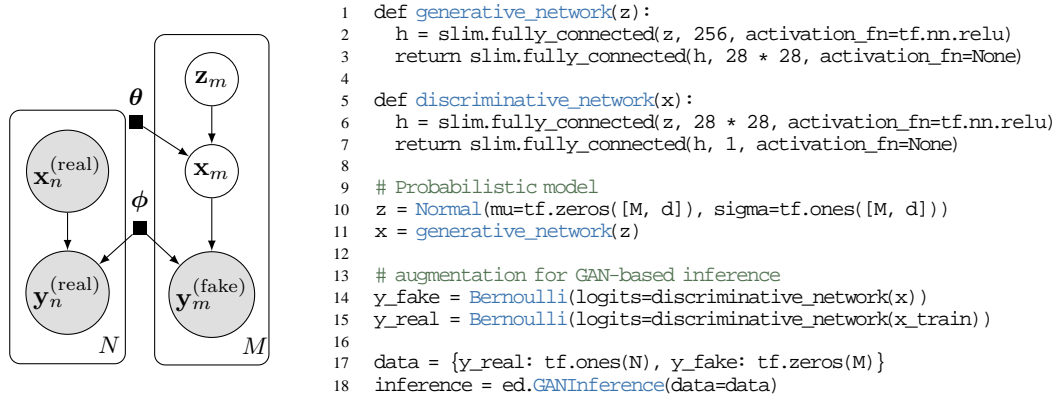 z_m
θ
x_n^(real)
x_m
ϕ
y_n^(real)
y_m^(fake)
N
M
1 def generative_network(z):
2 h = slim.fully_connected(z, 256, activation_fn=tf.nn.relu)
3 return slim.fully_connected(h, 28 * 28, activation_fn=None)
4
5 def discriminative_network(x):
6 h = slim.fully_connected(z, 28 * 28, activation_fn=tf.nn.relu)
7 return slim.fully_connected(h, 1, activation_fn=None)
8
9 # Probabilistic model
10 z = Normal(mu=tf.zeros([M, d]), sigma=tf.ones([M, d]))
11 x = generative_network(z)
12
13 # augmentation for GAN-based inference
14 y_fake = Bernoulli(logits=discriminative_network(x))
15 y_real = Bernoulli(logits=discriminative_network(x_train))
16
17 data = {y_real: tf.ones(N), y_fake: tf.zeros(M)}
18 inference = ed.GANInference(data=data)